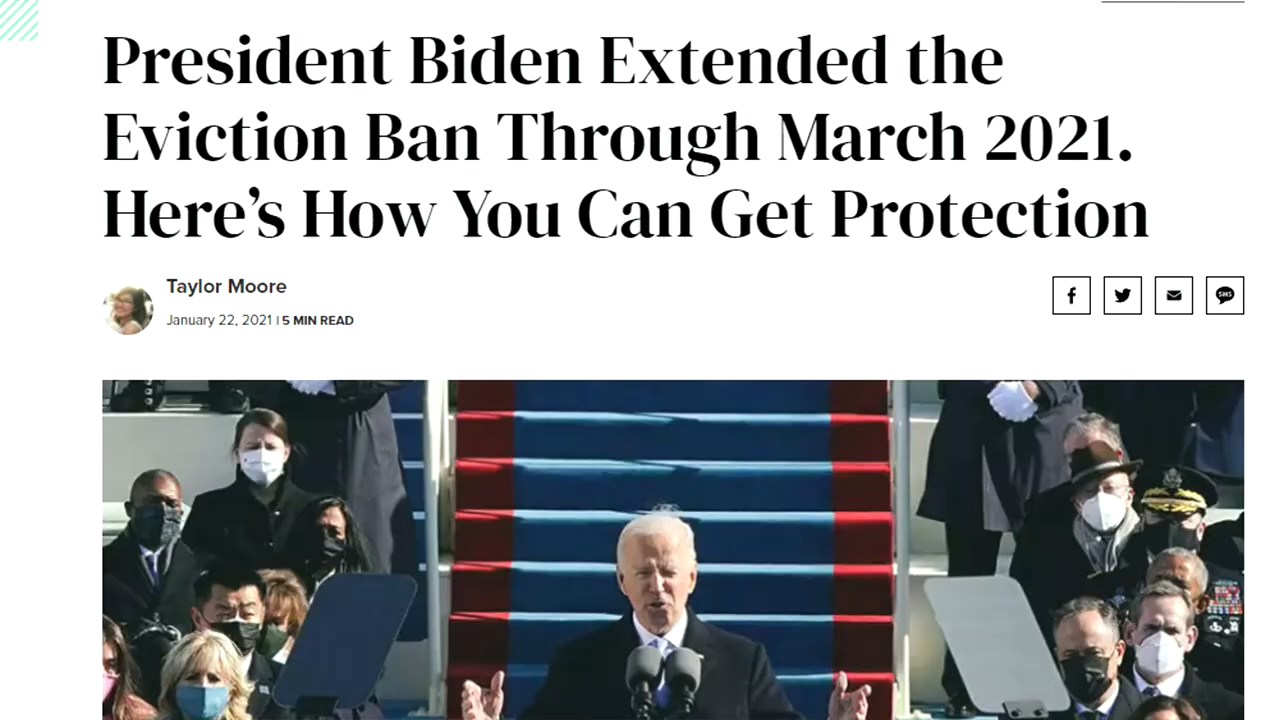 President Biden Extended the
Eviction Ban Through March 2021.
Here’s How You Can Get Protection
Taylor Moore
January 22, 2021 | 5 MIN READ
SMS